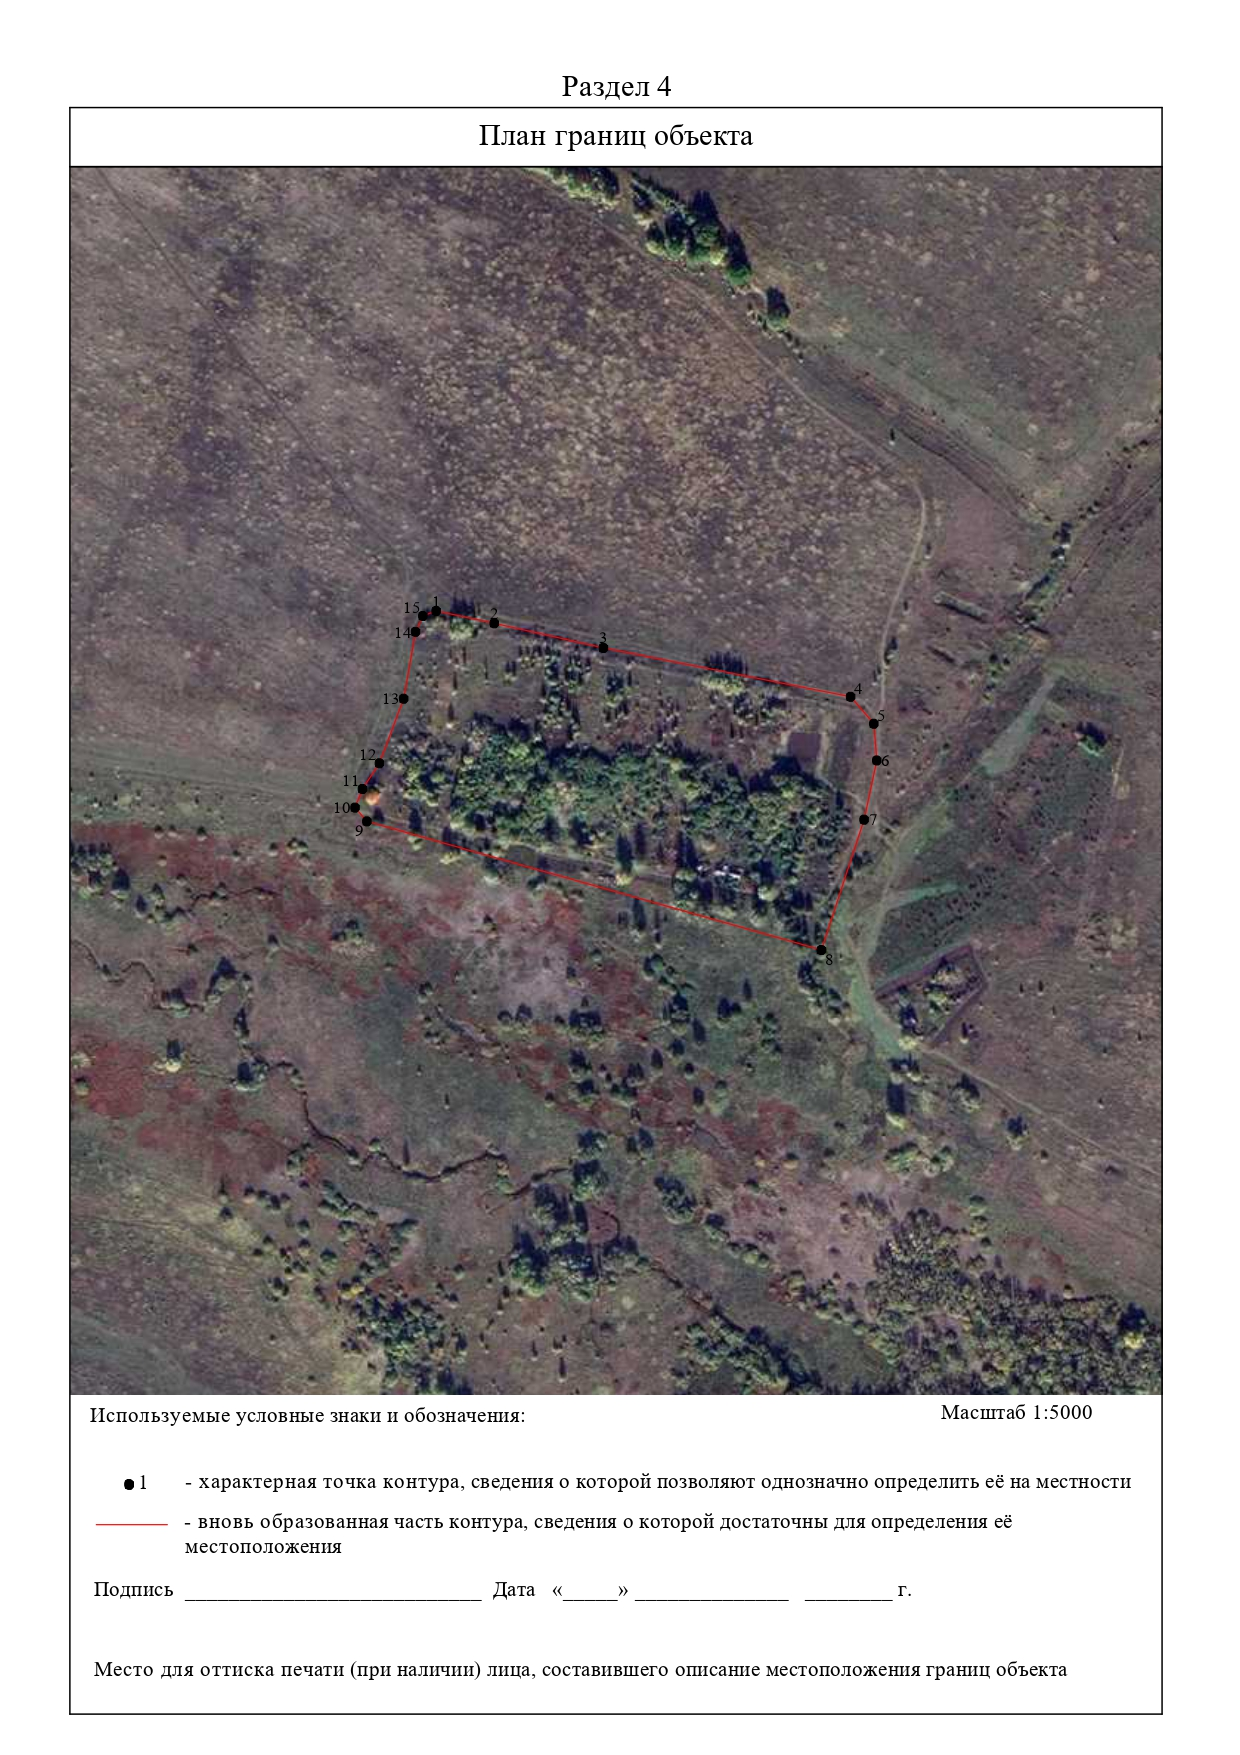 Раздел 4
План границ объекта
1
15
2
14
3
4
13
5
12
6
11
10
7
9
8
Используемые условные знаки и обозначения:
Масштаб 1:5000
1 - характерная точка контура, сведения о которой позволяют однозначно определить её на местности
- вновь образованная часть контура, сведения о которой достаточны для определения её
местоположения
Подпись ___________________________ Дата «_____» ______________ ________ г.
Место для оттиска печати (при наличии) лица, составившего описание местоположения границ объекта